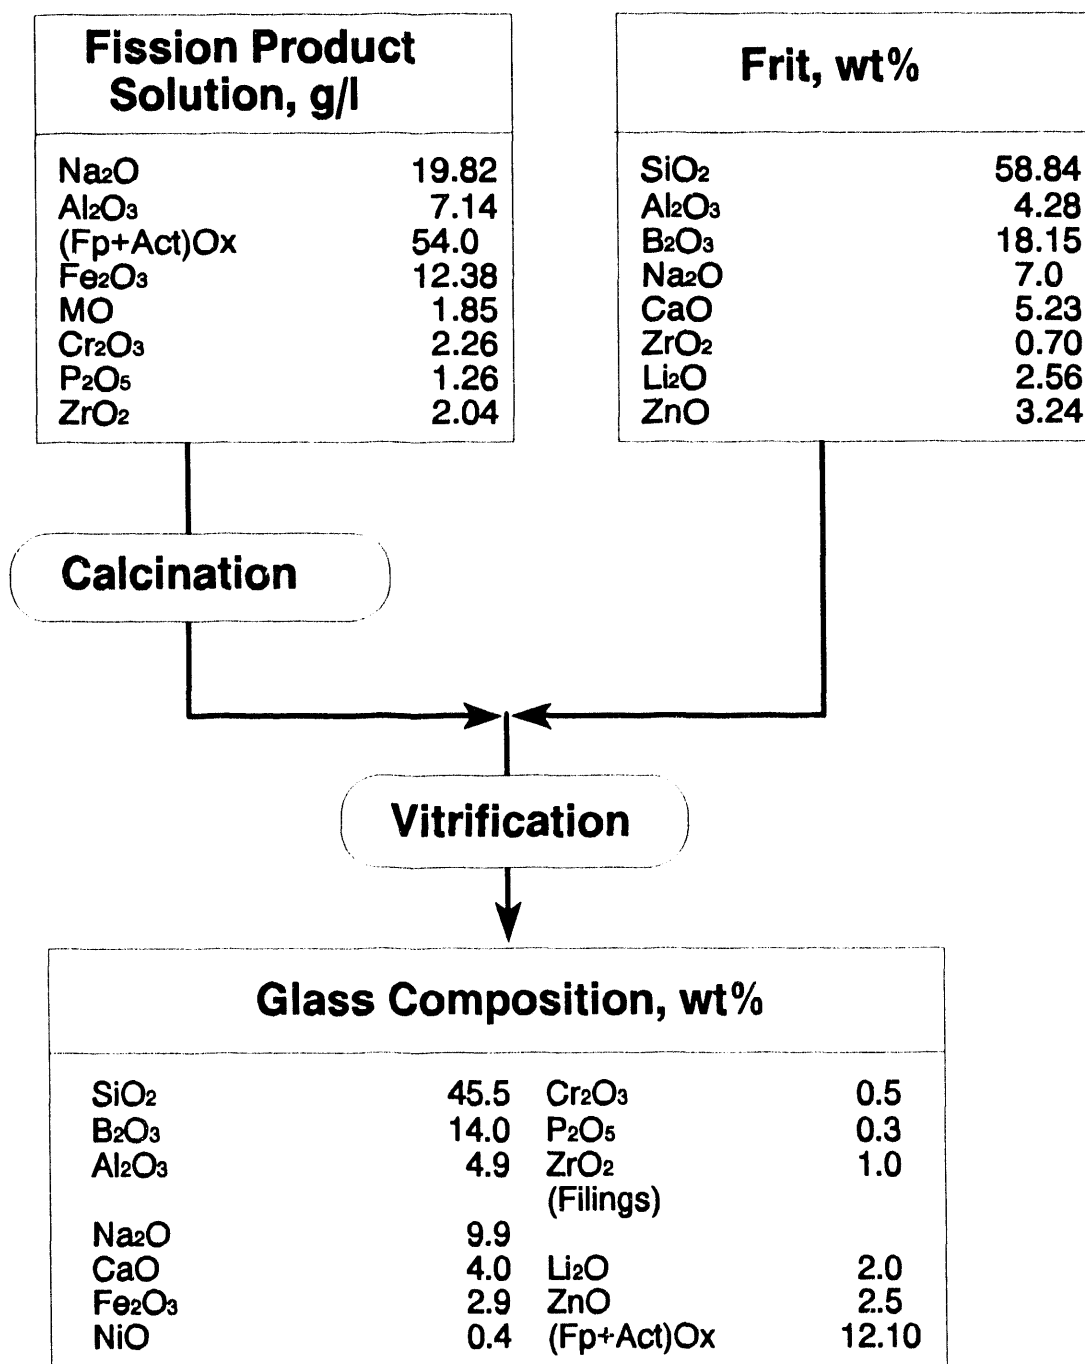 Fission Product
Solution, g/l
Na₂O 19.82
Al₂O₃ 7.14
(Fp+Act)Ox 54.0
Fe₂O₃ 12.38
MO 1.85
Cr₂O₃ 2.26
P₂O₅ 1.26
ZrO₂ 2.04
Frit, wt%
SiO₂ 58.84
Al₂O₃ 4.28
B₂O₃ 18.15
Na₂O 7.0
CaO 5.23
ZrO₂ 0.70
Li₂O 2.56
ZnO 3.24
Calcination
Vitrification
Glass Composition, wt%
SiO₂ 45.5 Cr₂O₃ 0.5
B₂O₃ 14.0 P₂O₅ 0.3
Al₂O₃ 4.9 ZrO₂ 1.0
(Filings)
Na₂O 9.9
CaO 4.0 Li₂O 2.0
Fe₂O₃ 2.9 ZnO 2.5
NiO 0.4 (Fp+Act)Ox 12.10